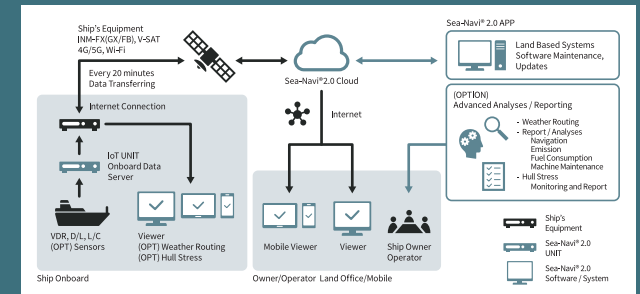 Ship's Equipment
INM-FX(GX/FB), V-SAT
4G/5G, Wi-Fi
Every 20 minutes
Data Transferring
Internet Connection
IoT UNIT
Onboard Data
Server
VDR, D/L, L/C
(OPT) Sensors
Viewer
(OPT) Weather Routing
(OPT) Hull Stress
Ship Onboard
Sea-Navi® 2.0 Cloud
Internet
Mobile Viewer
Viewer
Ship Owner
Operator
Owner/Operator Land Office/Mobile
Sea-Navi® 2.0 APP
Land Based Systems
Software Maintenance,
Updates
(OPTION)
Advanced Analyses / Reporting
- Weather Routing
- Report / Analyses
Navigation
Emission
Fuel Consumption
Machine Maintenance
- Hull Stress
Monitoring and Report
Ship's
Equipment
Sea-Navi® 2.0
UNIT
Sea-Navi® 2.0
Software / System